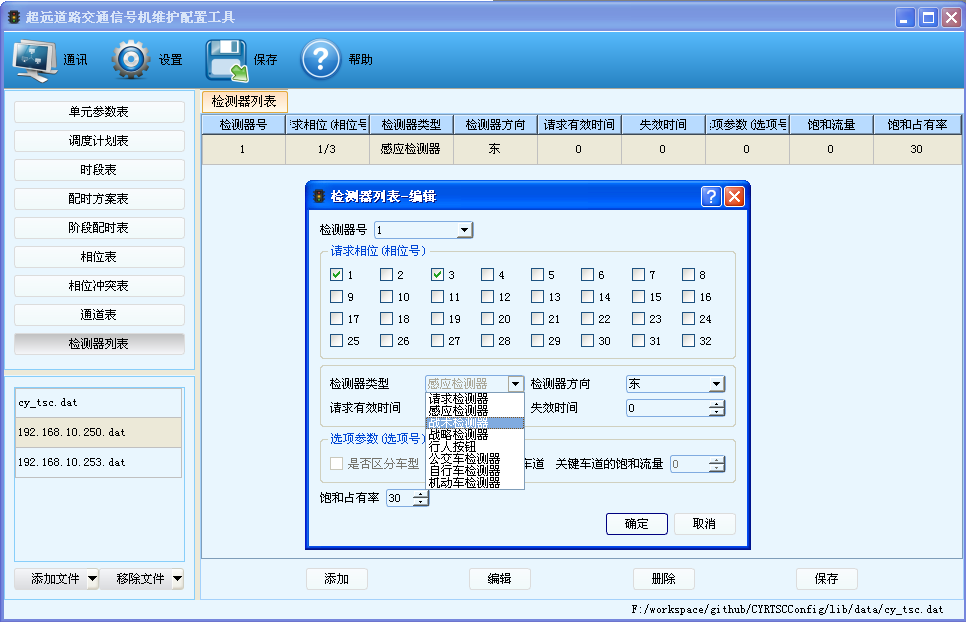 超远道路交通信号机维护配置工具
通讯 设置 保存 帮助 ?
单元参数表
调度计划表
时段表
配时方案表
阶段配时表
相位表
相位冲突表
通道表
检测器列表
cy_tsc.dat
192.168.10.250.dat
192.168.10.253.dat
添加文件 移除文件
检测器列表
检测器号 求相位(相位号 检测器类型 检测器方向 请求有效时间 失效时间 项参数(选项号 饱和流量 饱和占有率
1 1/3 感应检测器 东 0 0 0 0 30
检测器列表-编辑 ?
检测器号 1
请求相位(相位号)
1 2 3 4 5 6 7 8
9 10 11 12 13 14 15 16
17 18 19 20 21 22 23 24
25 26 27 28 29 30 31 32
检测器类型 感应检测器 检测器方向 东
请求有效时间 失效时间 0
请求检测器
感应检测器
战术检测器
战略检测器
行人按钮
公交车检测器
自行车检测器
机动车检测器
选项参数(选项号)
是否区分车型 车道 关键车道的饱和流量 0
饱和占有率 30
确定 取消
添加 编辑 删除 保存
F:/workspace/github/CYRTSCConfig/lib/data/cy_tsc.dat